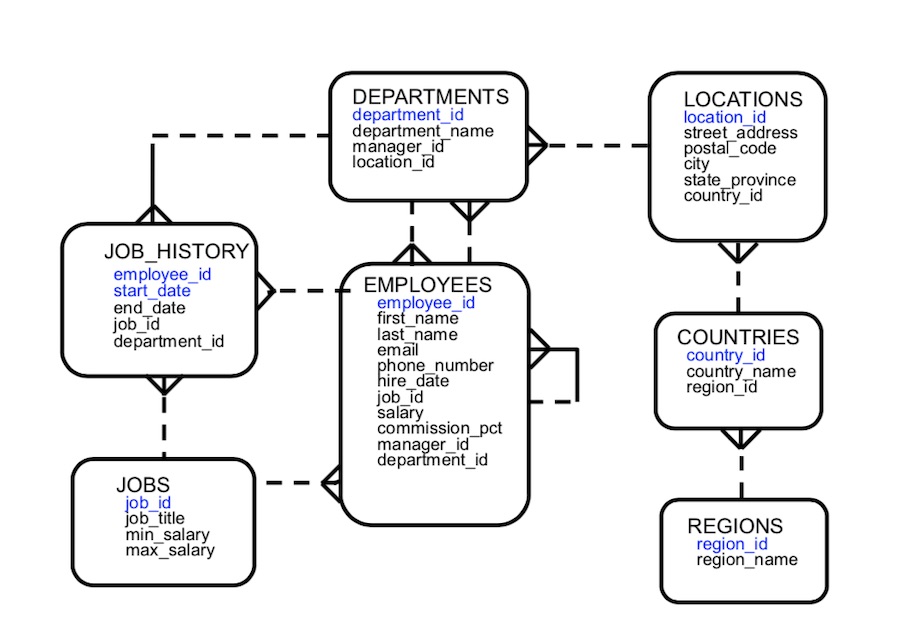 DEPARTMENTS
department_id
department_name
manager_id
location_id
LOCATIONS
location_id
street_address
postal_code
city
state_province
country_id
JOB_HISTORY
employee_id
start_date
end_date
job_id
department_id
EMPLOYEES
employee_id
first_name
last_name
email
phone_number
hire_date
job_id
salary
commission_pct
manager_id
department_id
COUNTRIES
country_id
country_name
region_id
JOBS
job_id
job_title
min_salary
max_salary
REGIONS
region_id
region_name